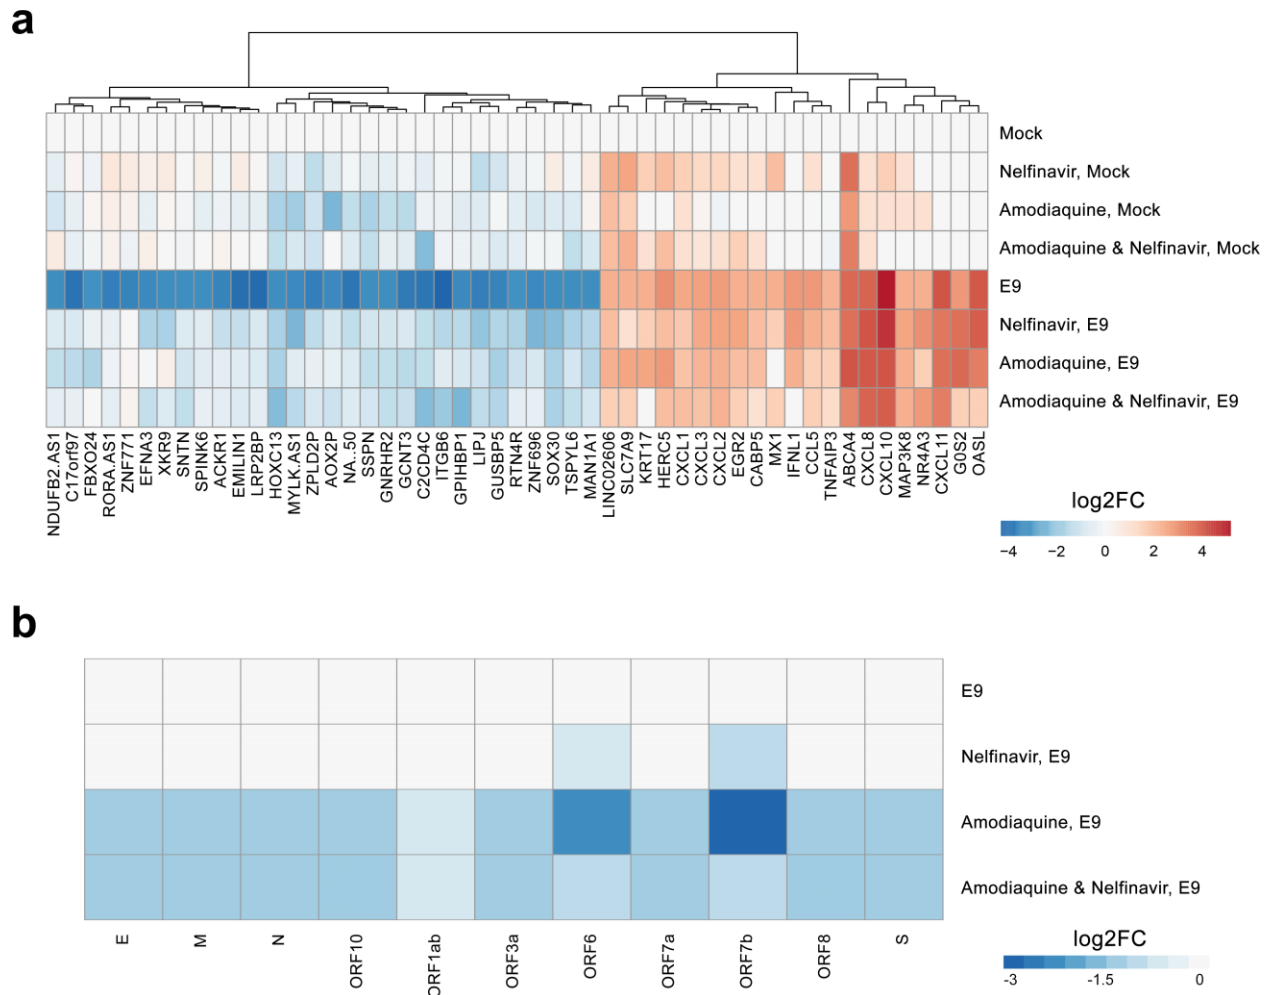 a
Mock
Nelfinavir, Mock
Amodiaquine, Mock
Amodiaquine & Nelfinavir, Mock
E9
Nelfinavir, E9
Amodiaquine, E9
Amodiaquine & Nelfinavir, E9
NDUFB2.AS1
C17orf97
FBXO24
RORA.AS1
ZNF771
EFNA3
XKR9
SNTN
SPINK6
ACKR1
EMILIN1
LRP2BP
HOXC13
MYLK.AS1
ZPLD2P
AOX2P
NA..50
SSPN
GNRHR2
GCNT3
C2CD4C
ITGB6
GPIHBP1
LIPJ
GUSBP5
RTN4R
ZNF696
SOX30
TSPYL6
MAN1A1
LINC02606
SLC7A9
KRT17
HERC5
CXCL1
CXCL3
CXCL2
EGR2
CABP5
MX1
IFNL1
CCL5
TNFAIP3
ABCA4
CXCL8
CXCL10
MAP3K8
NR4A3
CXCL11
G0S2
OASL
log2FC
−4 −2 0 2 4
b
E9
Nelfinavir, E9
Amodiaquine, E9
Amodiaquine & Nelfinavir, E9
E
M
N
ORF10
ORF1ab
ORF3a
ORF6
ORF7a
ORF7b
ORF8
S
log2FC
-3 -1.5 0